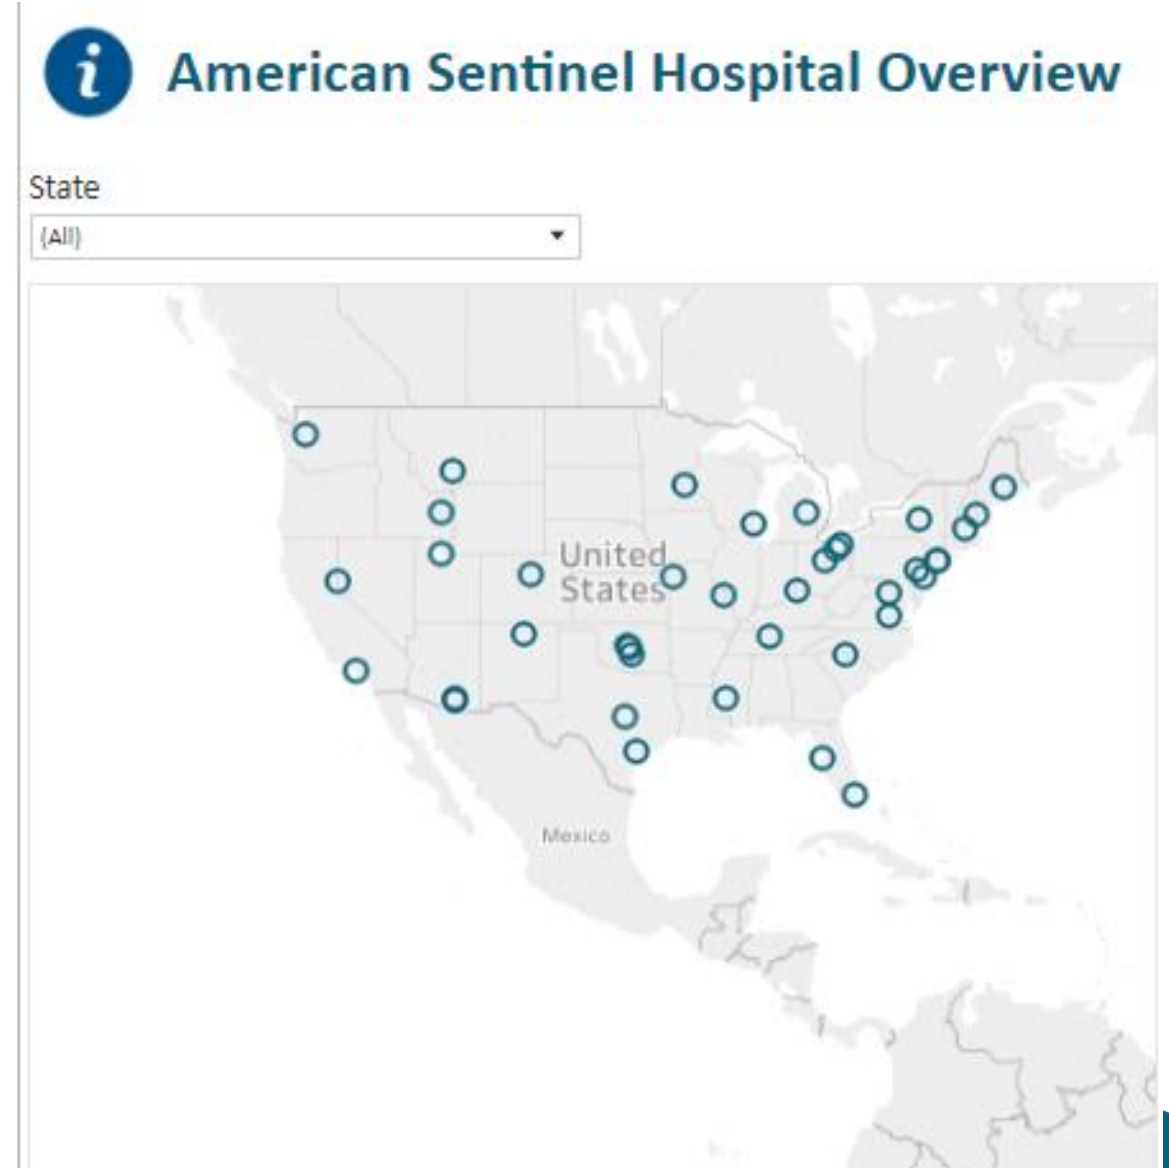 i American Sentinel Hospital Overview
State
(All)
United
States
Mexico